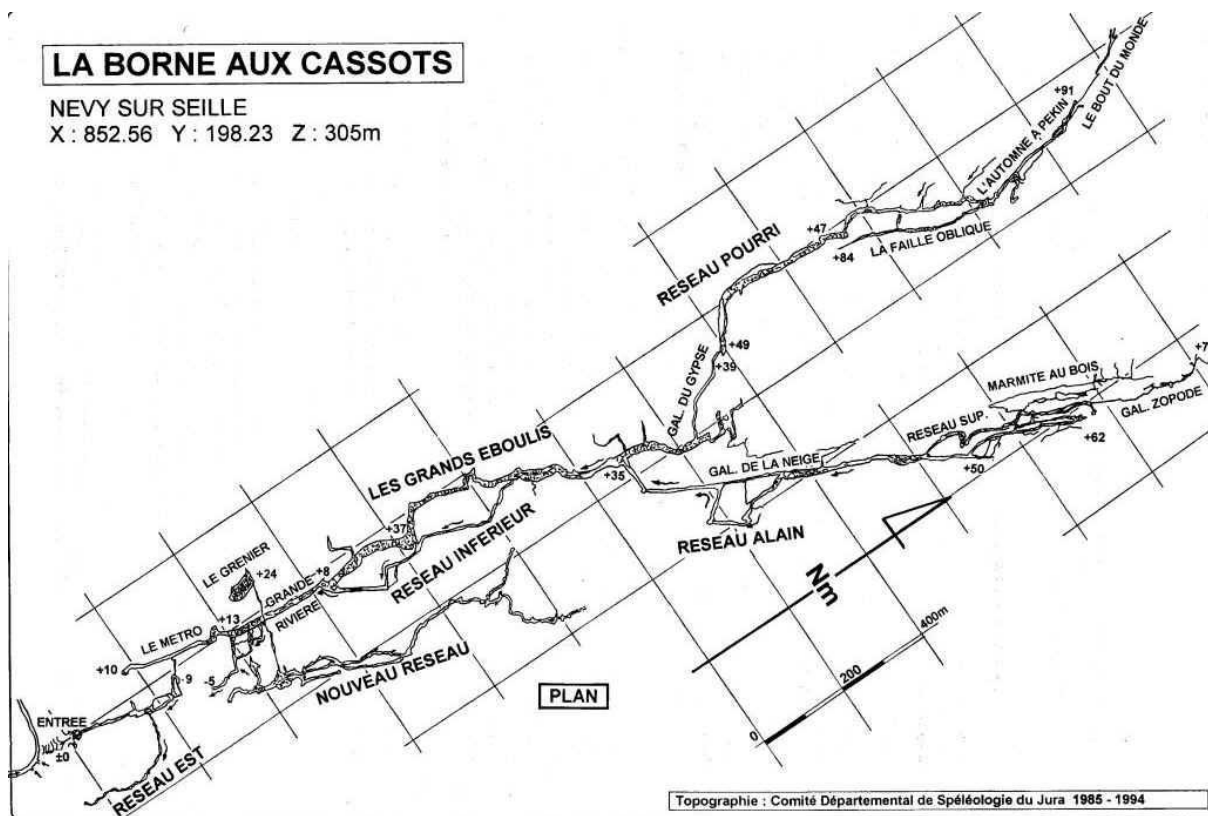 LA BORNE AUX CASSOTS
NEVY SUR SEILLE
X : 852.56 Y : 198.23 Z : 305m
+91
LE BOUT DU MONDE
L'AUTOMNE A PEKIN
+47
LA FAILLE OBLIQUE
+84
RESEAU POURRI
+49
+39
GAL. DU GYPSE
+7
MARMITE AU BOIS
GAL. ZOPODE
RESEAU SUP.
+62
+50
GAL. DE LA NEIGE
+35
LES GRANDS EBOULIS
RESEAU ALAIN
+37
RESEAU INFERIEUR
LE GRENIER
+24
GRANDE
+8
RIVIERE
+13
LE METRO
+10
-9
-5
NOUVEAU RESEAU
ENTREE
±0
RESEAU EST
Nm
PLAN
0
200
400m
Topographie : Comité Départemental de Spéléologie du Jura 1985 - 1994